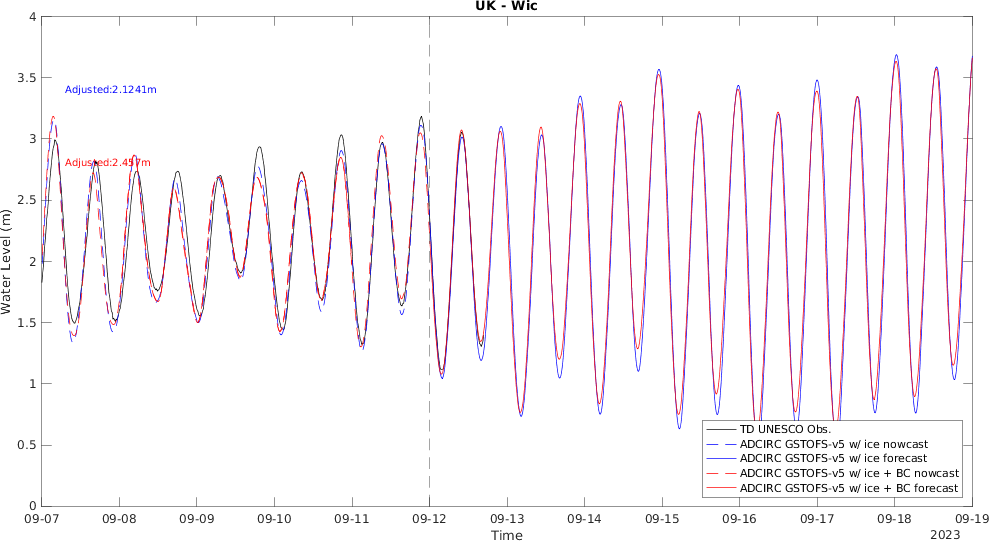 UK - Wic
4
3.5
3
2.5
2
1.5
1
0.5
0
Water Level (m)
Adjusted:2.1241m
Adjusted:2.457m
TD UNESCO Obs.
ADCIRC GSTOFS-v5 w/ ice nowcast
ADCIRC GSTOFS-v5 w/ ice forecast
ADCIRC GSTOFS-v5 w/ ice + BC nowcast
ADCIRC GSTOFS-v5 w/ ice + BC forecast
09-07 09-08 09-09 09-10 09-11 09-12 09-13 09-14 09-15 09-16 09-17 09-18 09-19
Time
2023